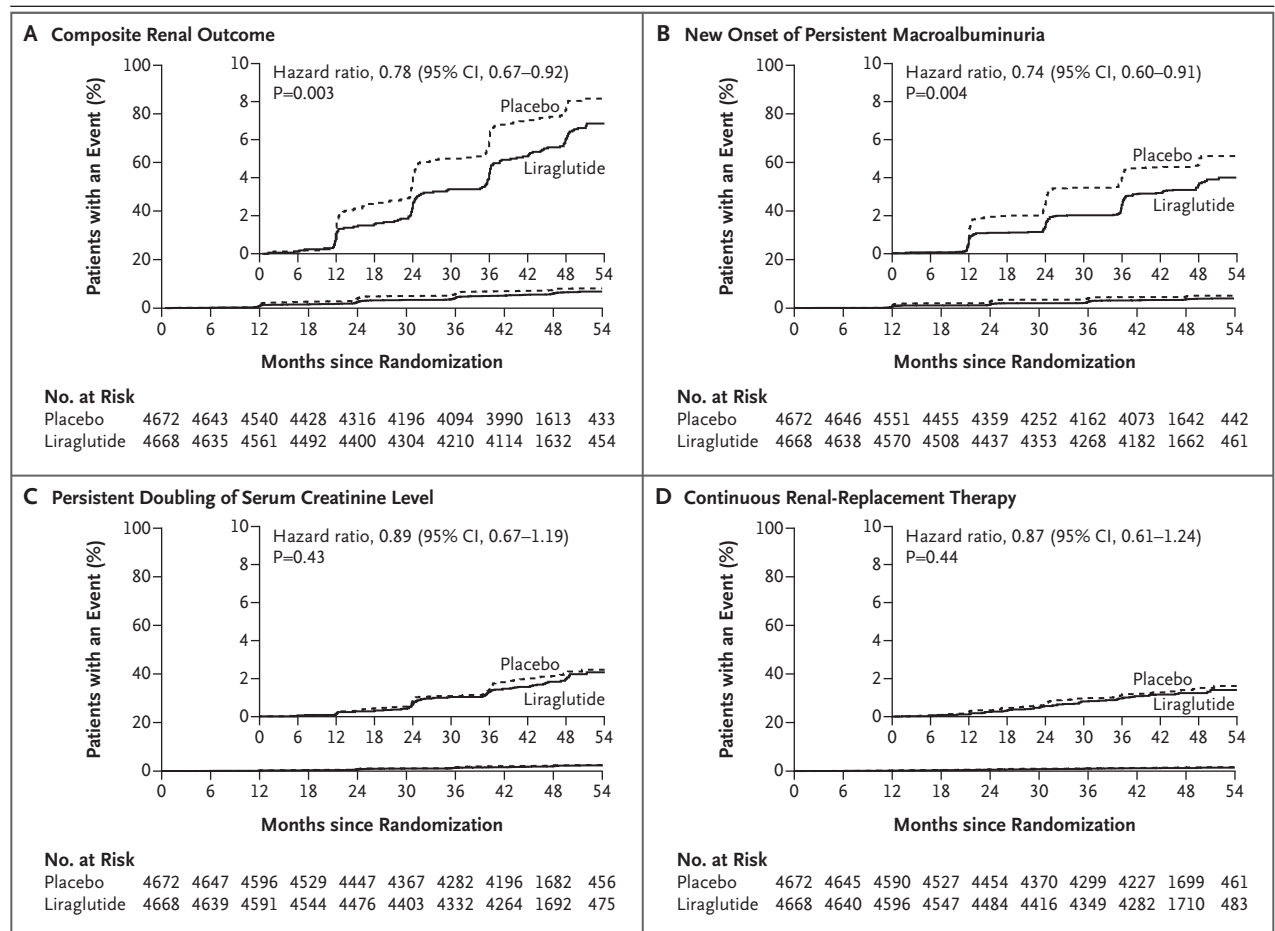 A Composite Renal Outcome
Patients with an Event (%)
100
80
60
40
20
0
10
8
6
4
2
0
Hazard ratio, 0.78 (95% CI, 0.67–0.92)
P=0.003
Placebo
Liraglutide
0 6 12 18 24 30 36 42 48 54
0 6 12 18 24 30 36 42 48 54
Months since Randomization
No. at Risk
Placebo 4672 4643 4540 4428 4316 4196 4094 3990 1613 433
Liraglutide 4668 4635 4561 4492 4400 4304 4210 4114 1632 454
B New Onset of Persistent Macroalbuminuria
Patients with an Event (%)
100
80
60
40
20
0
10
8
6
4
2
0
Hazard ratio, 0.74 (95% CI, 0.60–0.91)
P=0.004
Placebo
Liraglutide
0 6 12 18 24 30 36 42 48 54
0 6 12 18 24 30 36 42 48 54
Months since Randomization
No. at Risk
Placebo 4672 4646 4551 4455 4359 4252 4162 4073 1642 442
Liraglutide 4668 4638 4570 4508 4437 4353 4268 4182 1662 461
C Persistent Doubling of Serum Creatinine Level
Patients with an Event (%)
100
80
60
40
20
0
10
8
6
4
2
0
Hazard ratio, 0.89 (95% CI, 0.67–1.19)
P=0.43
Placebo
Liraglutide
0 6 12 18 24 30 36 42 48 54
0 6 12 18 24 30 36 42 48 54
Months since Randomization
No. at Risk
Placebo 4672 4647 4596 4529 4447 4367 4282 4196 1682 456
Liraglutide 4668 4639 4591 4544 4476 4403 4332 4264 1692 475
D Continuous Renal-Replacement Therapy
Patients with an Event (%)
100
80
60
40
20
0
10
8
6
4
2
0
Hazard ratio, 0.87 (95% CI, 0.61–1.24)
P=0.44
Placebo
Liraglutide
0 6 12 18 24 30 36 42 48 54
0 6 12 18 24 30 36 42 48 54
Months since Randomization
No. at Risk
Placebo 4672 4645 4590 4527 4454 4370 4299 4227 1699 461
Liraglutide 4668 4640 4596 4547 4484 4416 4349 4282 1710 483